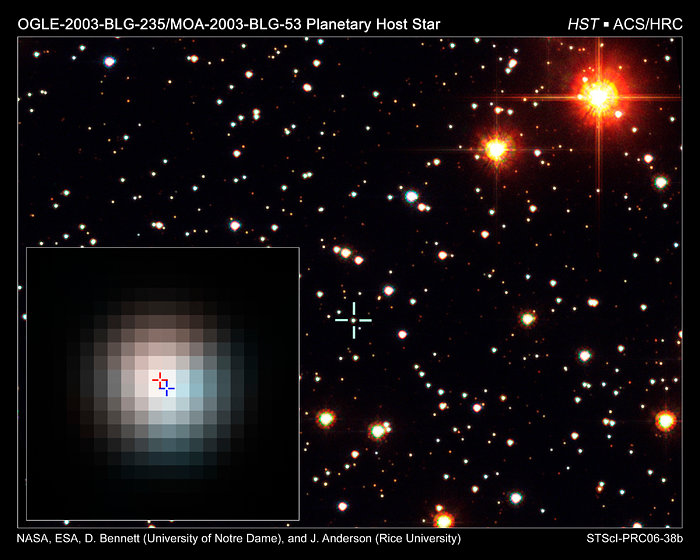 OGLE-2003-BLG-235/MOA-2003-BLG-53 Planetary Host Star
HST ▪ ACS/HRC
NASA, ESA, D. Bennett (University of Notre Dame), and J. Anderson (Rice University)
STScI-PRC06-38b